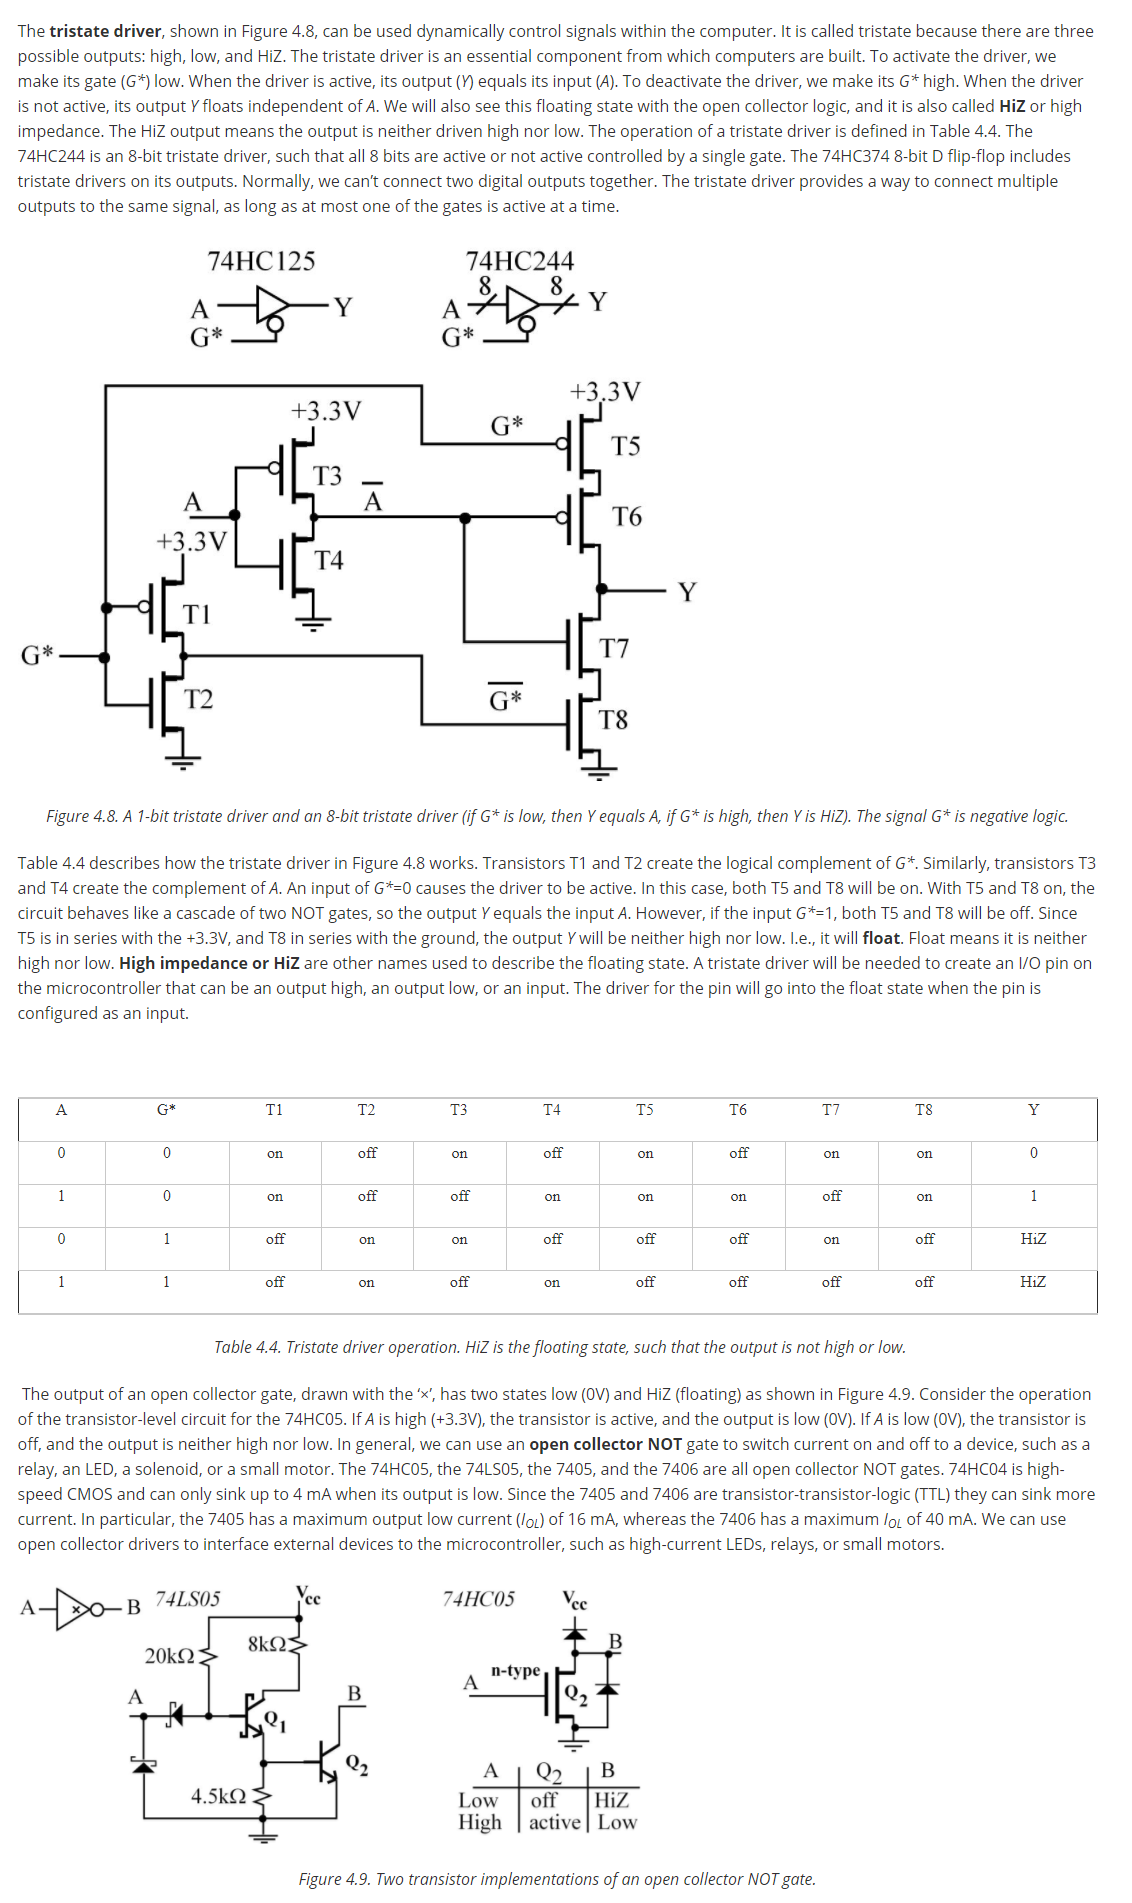 The tristate driver, shown in Figure 4.8, can be used dynamically control signals within the computer. It is called tristate because there are three
possible outputs: high, low, and HiZ. The tristate driver is an essential component from which computers are built. To activate the driver, we
make its gate (G*) low. When the driver is active, its output (Y) equals its input (A). To deactivate the driver, we make its G* high. When the driver
is not active, its output Y floats independent of A. We will also see this floating state with the open collector logic, and it is also called HiZ or high
impedance. The HiZ output means the output is neither driven high nor low. The operation of a tristate driver is defined in Table 4.4. The
74HC244 is an 8-bit tristate driver, such that all 8 bits are active or not active controlled by a single gate. The 74HC374 8-bit D flip-flop includes
tristate drivers on its outputs. Normally, we can't connect two digital outputs together. The tristate driver provides a way to connect multiple
outputs to the same signal, as long as at most one of the gates is active at a time.
74HC125 74HC244
8 8
A Y A Y
G* G*
+3.3V
+3.3V
G*
T5
T3
A A
T6
+3.3V
T4
Y
T1
G* T7
T2 G*
T8
Figure 4.8. A 1-bit tristate driver and an 8-bit tristate driver (if G* is low, then Y equals A, if G* is high, then Y is HiZ). The signal G* is negative logic.
Table 4.4 describes how the tristate driver in Figure 4.8 works. Transistors T1 and T2 create the logical complement of G*. Similarly, transistors T3
and T4 create the complement of A. An input of G*=0 causes the driver to be active. In this case, both T5 and T8 will be on. With T5 and T8 on, the
circuit behaves like a cascade of two NOT gates, so the output Y equals the input A. However, if the input G*=1, both T5 and T8 will be off. Since
T5 is in series with the +3.3V, and T8 in series with the ground, the output Y will be neither high nor low. I.e., it will float. Float means it is neither
high nor low. High impedance or HiZ are other names used to describe the floating state. A tristate driver will be needed to create an I/O pin on
the microcontroller that can be an output high, an output low, or an input. The driver for the pin will go into the float state when the pin is
configured as an input.
A G* T1 T2 T3 T4 T5 T6 T7 T8 Y
0 0 on off on off on off on on 0
1 0 on off off on on on off on 1
0 1 off on on off off off on off HiZ
1 1 off on off on off off off off HiZ
Table 4.4. Tristate driver operation. HiZ is the floating state, such that the output is not high or low.
The output of an open collector gate, drawn with the '×', has two states low (0V) and HiZ (floating) as shown in Figure 4.9. Consider the operation
of the transistor-level circuit for the 74HC05. If A is high (+3.3V), the transistor is active, and the output is low (0V). If A is low (0V), the transistor is
off, and the output is neither high nor low. In general, we can use an open collector NOT gate to switch current on and off to a device, such as a
relay, an LED, a solenoid, or a small motor. The 74HC05, the 74LS05, the 7405, and the 7406 are all open collector NOT gates. 74HC04 is high-
speed CMOS and can only sink up to 4 mA when its output is low. Since the 7405 and 7406 are transistor-transistor-logic (TTL) they can sink more
current. In particular, the 7405 has a maximum output low current (IOL) of 16 mA, whereas the 7406 has a maximum IOL of 40 mA. We can use
open collector drivers to interface external devices to the microcontroller, such as high-current LEDs, relays, or small motors.
A × B 74LS05 Vcc 74HC05 Vcc
20kΩ 8kΩ B
A n-type
A B Q2
Q1
Q2
4.5kΩ
A Q2 B
Low off HiZ
High active Low
Figure 4.9. Two transistor implementations of an open collector NOT gate.